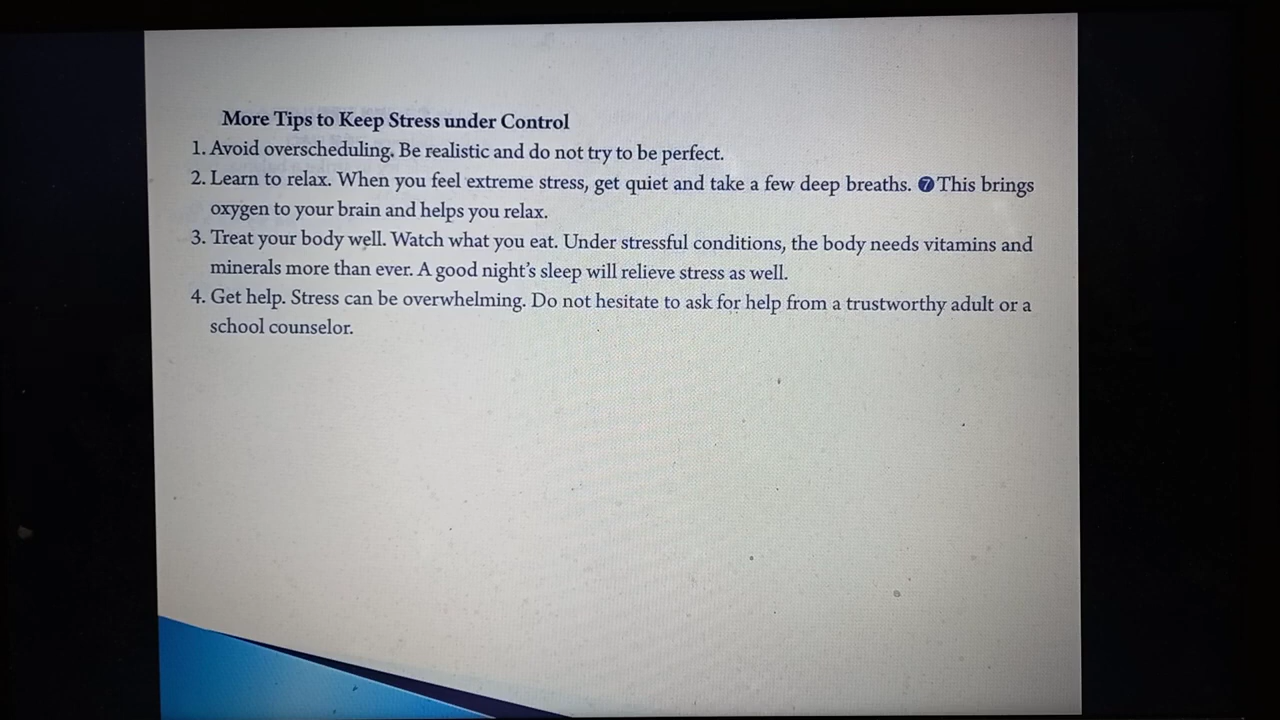 More Tips to Keep Stress under Control
1. Avoid overscheduling. Be realistic and do not try to be perfect.
2. Learn to relax. When you feel extreme stress, get quiet and take a few deep breaths. ❼ This brings
oxygen to your brain and helps you relax.
3. Treat your body well. Watch what you eat. Under stressful conditions, the body needs vitamins and
minerals more than ever. A good night's sleep will relieve stress as well.
4. Get help. Stress can be overwhelming. Do not hesitate to ask for help from a trustworthy adult or a
school counselor.